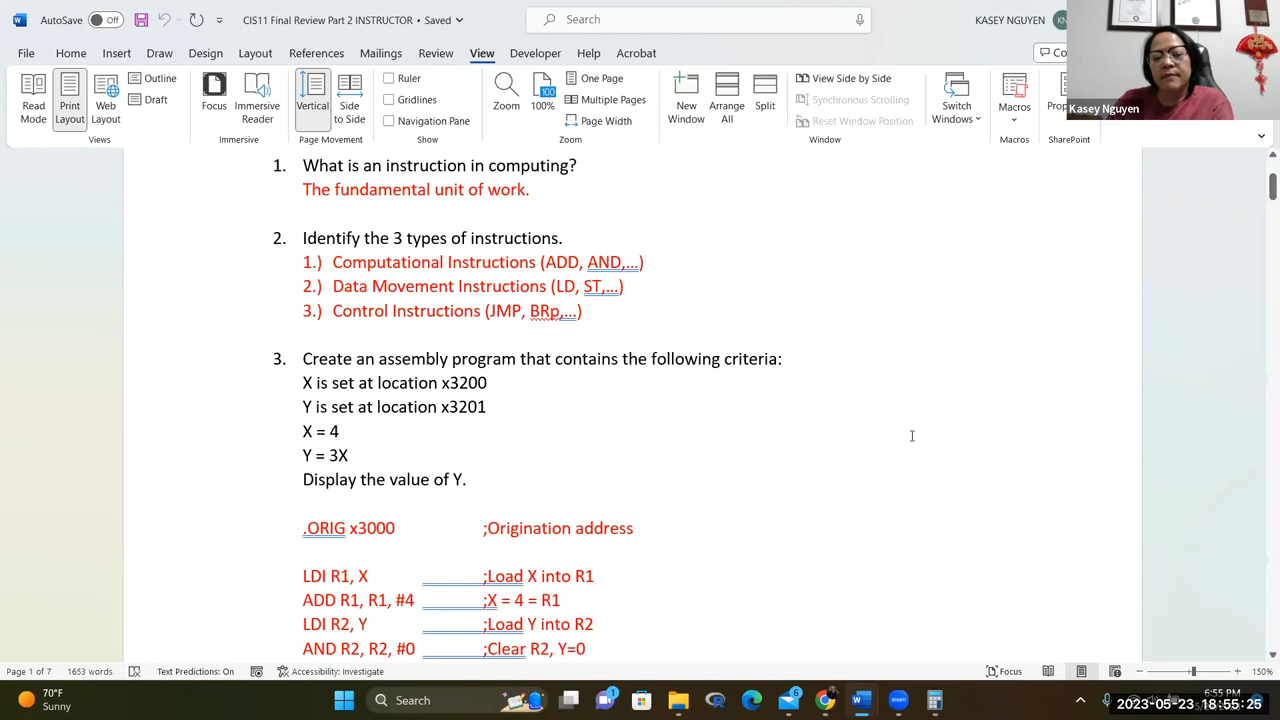 AutoSave Off CIS11 Final Review Part 2 INSTRUCTOR • Saved Search KASEY NGUYEN KN
File Home Insert Draw Design Layout References Mailings Review View Developer Help Acrobat
Read Mode Print Layout Web Layout Outline Draft Focus Immersive Reader Vertical Side to Side Ruler Gridlines Navigation Pane Zoom 100 100% One Page Multiple Pages Page Width New Window Arrange All Split View Side by Side Synchronous Scrolling Reset Window Position Switch Windows Macros
Kasey Nguyen
Views Immersive Page Movement Show Zoom Window Macros SharePoint
1. What is an instruction in computing?
The fundamental unit of work.
2. Identify the 3 types of instructions.
1.) Computational Instructions (ADD, AND,...)
2.) Data Movement Instructions (LD, ST,...)
3.) Control Instructions (JMP, BRp,...)
3. Create an assembly program that contains the following criteria:
X is set at location x3200
Y is set at location x3201
X = 4
Y = 3X
Display the value of Y.
.ORIG x3000 ;Origination address
LDI R1, X ;Load X into R1
ADD R1, R1, #4 ;X = 4 = R1
LDI R2, Y ;Load Y into R2
AND R2, R2, #0 ;Clear R2, Y=0
Page 1 of 7 1653 words Text Predictions: On Accessibility: Investigate Focus 150%
70°F
Sunny
Search
1
6
6:55 PM
2023-05-23 18:55:25